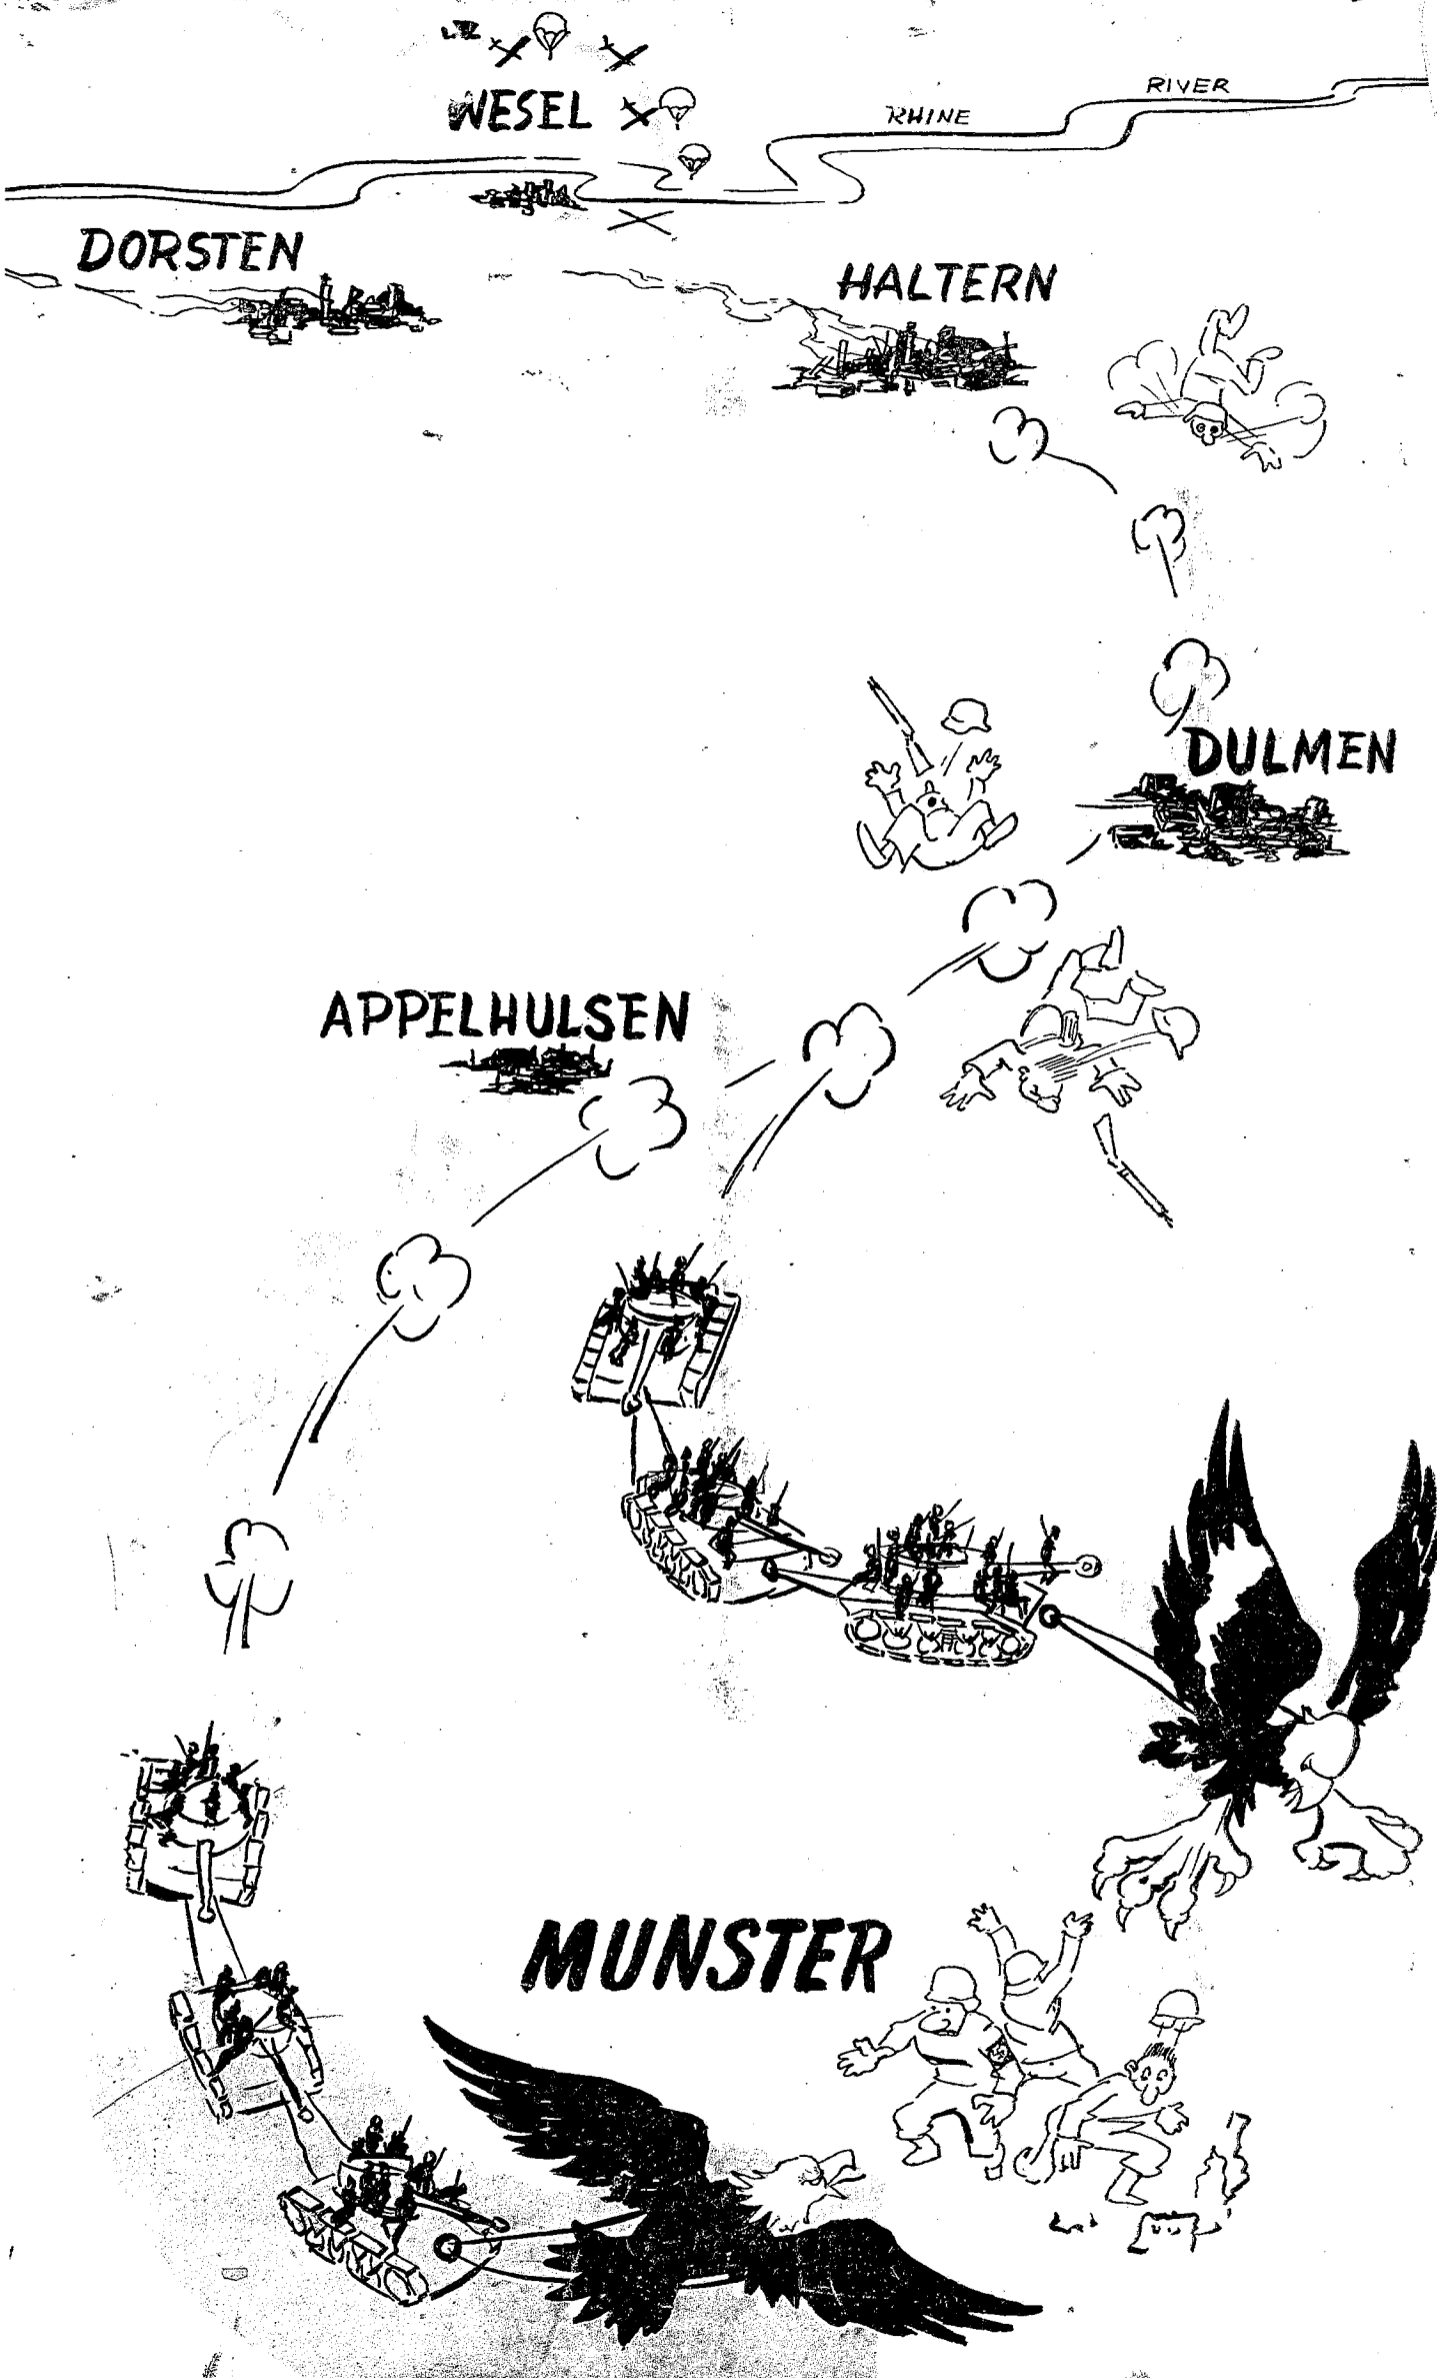 RIVER
RHINE
WESEL
DORSTEN
HALTERN
DULMEN
APPELHULSEN
MUNSTER